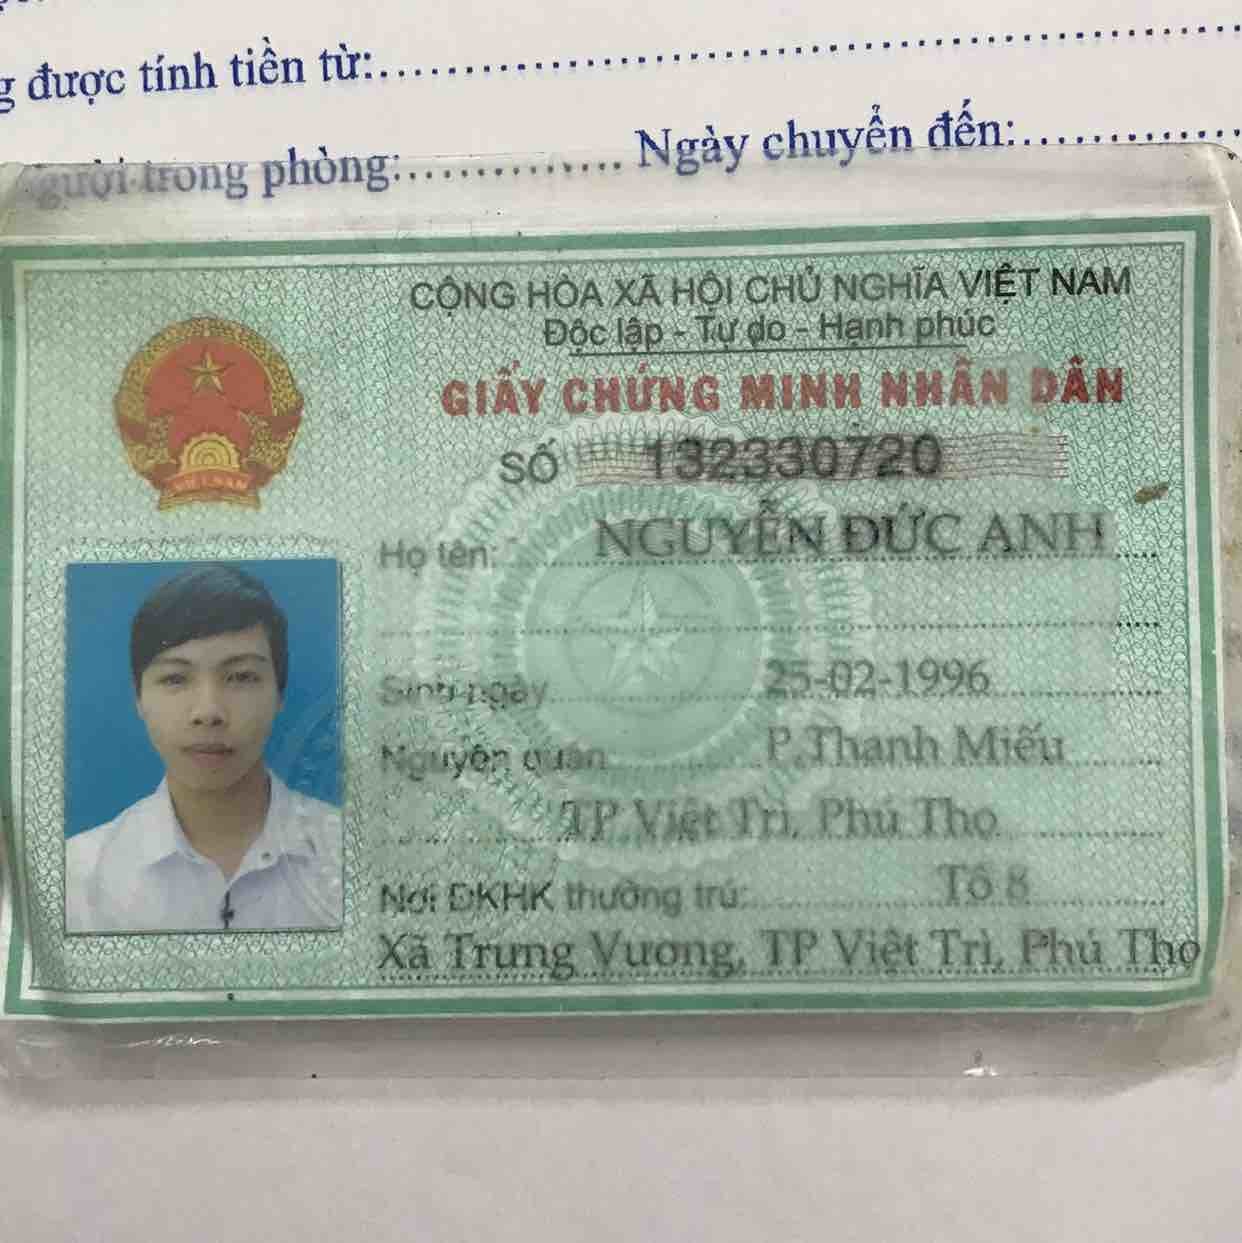 g được tính tiền từ:
người trong phòng: Ngày chuyển đến:
CỘNG HÒA XÃ HỘI CHỦ NGHĨA VIỆT NAM
Độc lập - Tự do - Hạnh phúc
GIẤY CHỨNG MINH NHÂN DÂN
SỐ 132330720
Họ tên: NGUYỄN ĐỨC ANH
Sinh ngày 25-02-1996
Nguyên quán P.Thanh Miếu
TP Việt Trì, Phú Thọ
Nơi ĐKHK thường trú: Tổ 8
Xã Trưng Vương, TP Việt Trì, Phú Thọ
VIỆT NAM